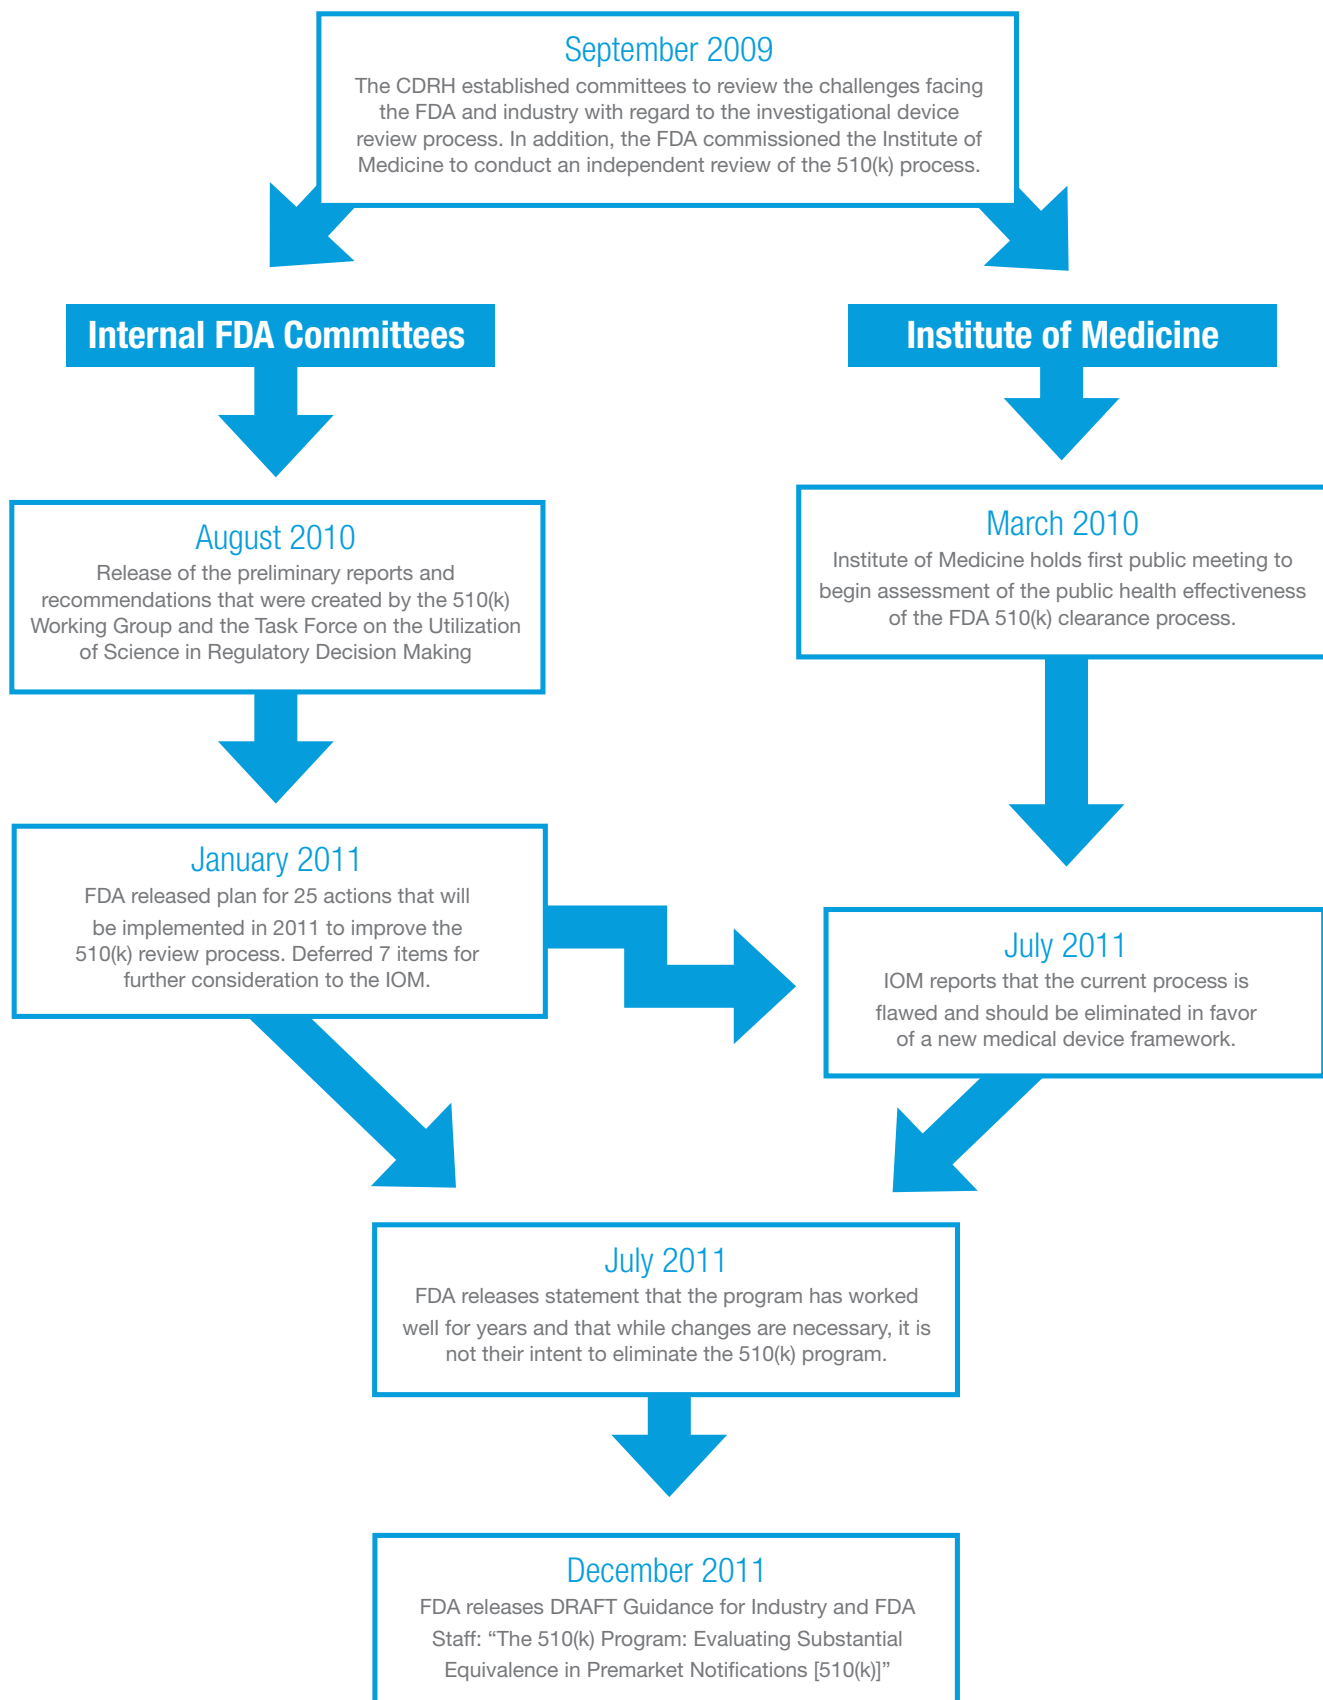 September 2009
The CDRH established committees to review the challenges facing
the FDA and industry with regard to the investigational device
review process. In addition, the FDA commissioned the Institute of
Medicine to conduct an independent review of the 510(k) process.
Internal FDA Committees
Institute of Medicine
August 2010
Release of the preliminary reports and
recommendations that were created by the 510(k)
Working Group and the Task Force on the Utilization
of Science in Regulatory Decision Making
March 2010
Institute of Medicine holds first public meeting to
begin assessment of the public health effectiveness
of the FDA 510(k) clearance process.
January 2011
FDA released plan for 25 actions that will
be implemented in 2011 to improve the
510(k) review process. Deferred 7 items for
further consideration to the IOM.
July 2011
IOM reports that the current process is
flawed and should be eliminated in favor
of a new medical device framework.
July 2011
FDA releases statement that the program has worked
well for years and that while changes are necessary, it is
not their intent to eliminate the 510(k) program.
December 2011
FDA releases DRAFT Guidance for Industry and FDA
Staff: “The 510(k) Program: Evaluating Substantial
Equivalence in Premarket Notifications [510(k)]”